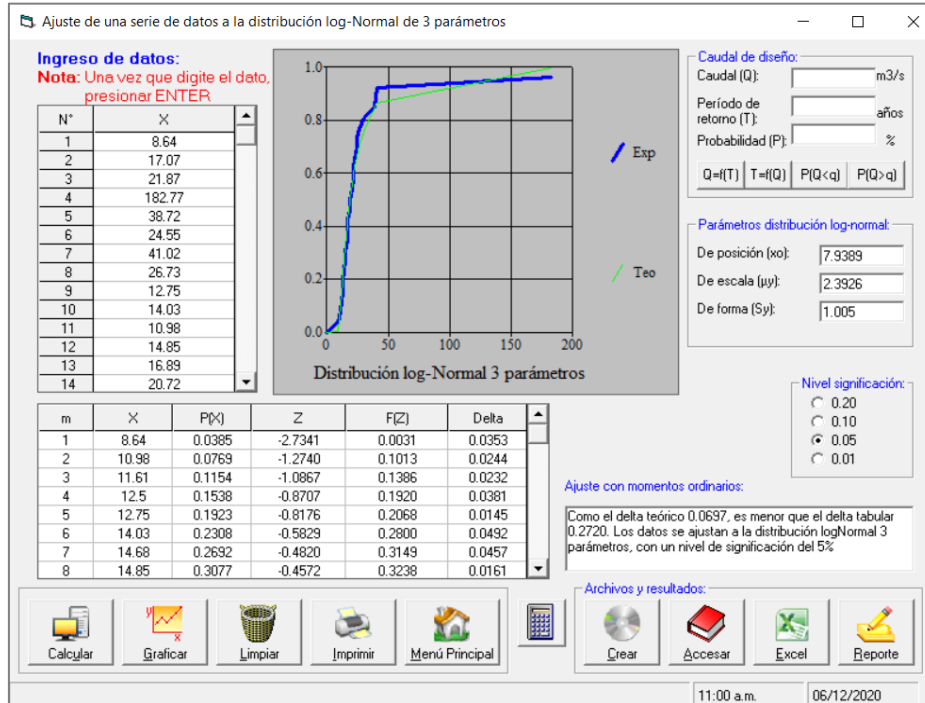 Ajuste de una serie de datos a la distribución log-Normal de 3 parámetros
Ingreso de datos:
Nota: Una vez que digite el dato,
presionar ENTER
N° X
1 8.64
2 17.07
3 21.87
4 182.77
5 38.72
6 24.55
7 41.02
8 26.73
9 12.75
10 14.03
11 10.98
12 14.85
13 16.89
14 20.72
1.0
0.8
0.6
0.4
0.2
0.0
0 50 100 150 200
Exp
Teo
Distribución log-Normal 3 parámetros
Caudal de diseño:
Caudal (Q): m3/s
Período de
retorno (T): años
Probabilidad (P): %
Q=f(T) T=f(Q) P(Q<q) P(Q>q)
Parámetros distribución log-normal:
De posición (xo): 7.9389
De escala (µy): 2.3926
De forma (Sy): 1.005
Nivel significación:
0.20
0.10
0.05
0.01
m X P(X) Z F(Z) Delta
1 8.64 0.0385 -2.7341 0.0031 0.0353
2 10.98 0.0769 -1.2740 0.1013 0.0244
3 11.61 0.1154 -1.0867 0.1386 0.0232
4 12.5 0.1538 -0.8707 0.1920 0.0381
5 12.75 0.1923 -0.8176 0.2068 0.0145
6 14.03 0.2308 -0.5829 0.2800 0.0492
7 14.68 0.2692 -0.4820 0.3149 0.0457
8 14.85 0.3077 -0.4572 0.3238 0.0161
Ajuste con momentos ordinarios:
Como el delta teórico 0.0697, es menor que el delta tabular
0.2720. Los datos se ajustan a la distribución logNormal 3
parámetros, con un nivel de significación del 5%
Archivos y resultados:
Calcular Graficar Limpiar Imprimir Menú Principal Crear Accesar Excel Reporte
11:00 a.m. 06/12/2020